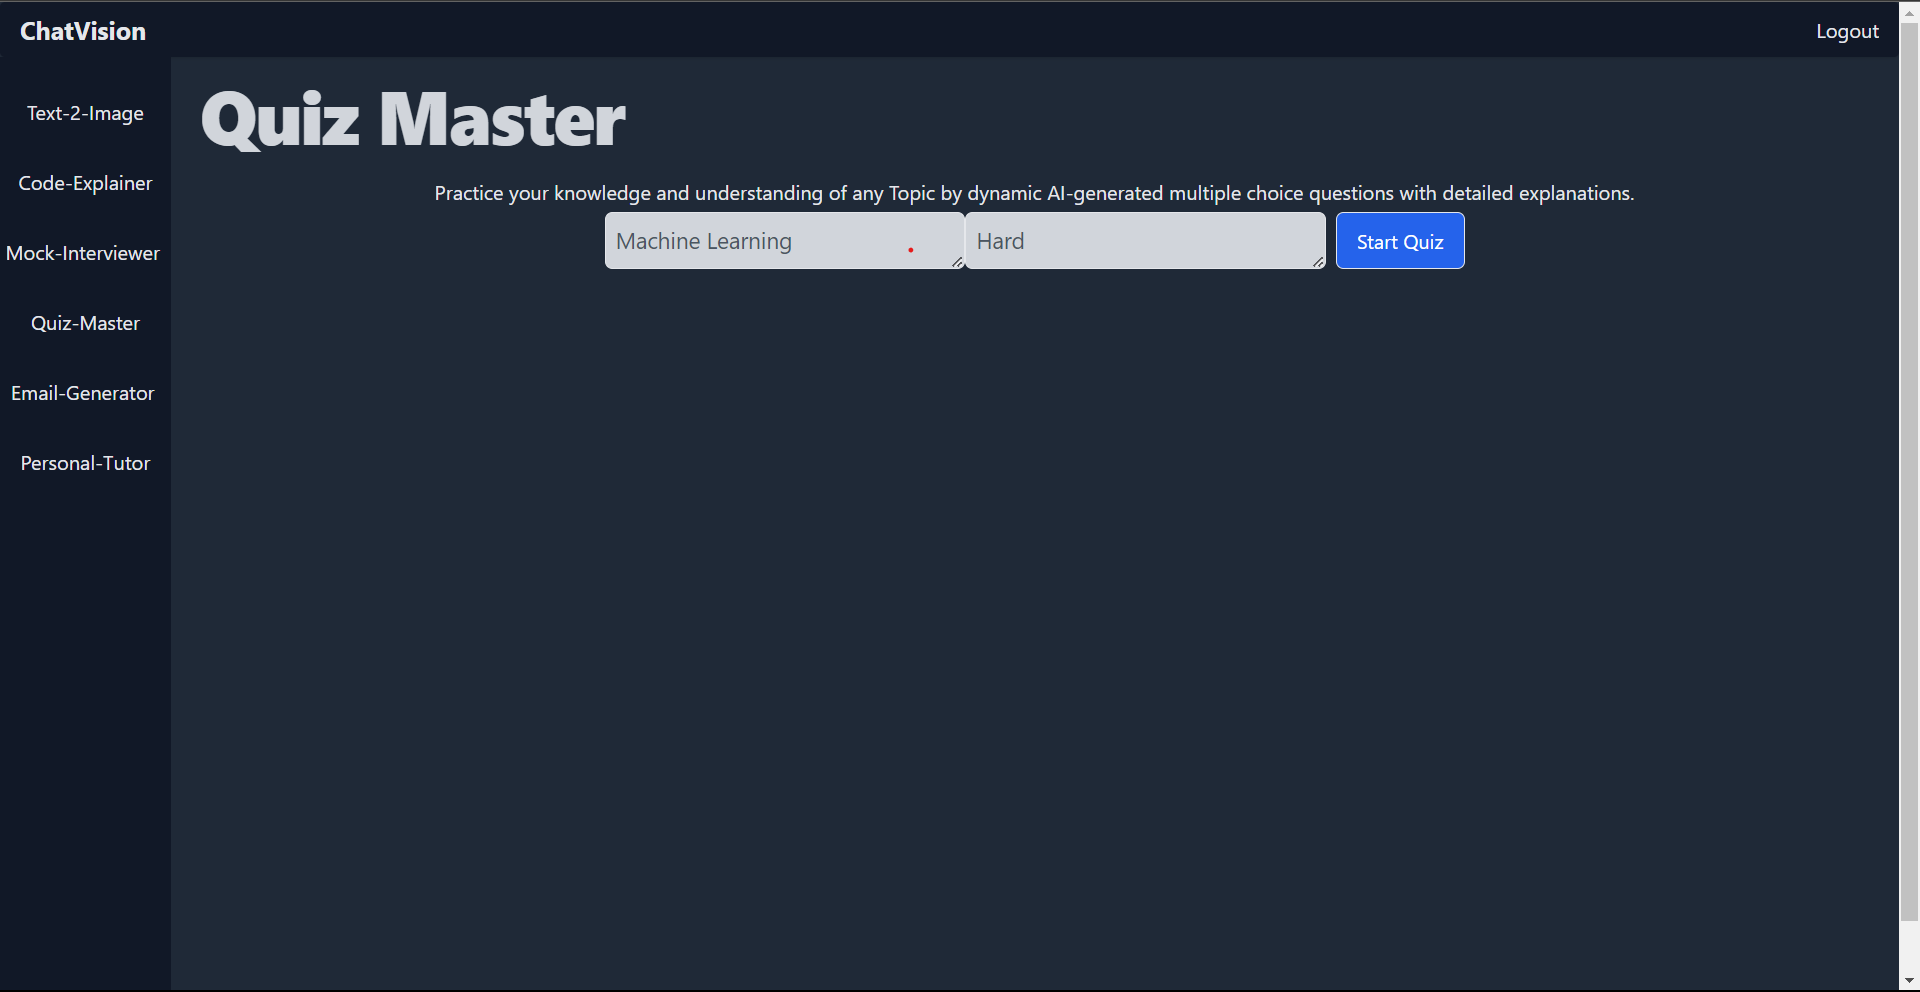 ChatVision
Logout
Text-2-Image
Code-Explainer
Mock-Interviewer
Quiz-Master
Email-Generator
Personal-Tutor
Quiz Master
Practice your knowledge and understanding of any Topic by dynamic AI-generated multiple choice questions with detailed explanations.
Machine Learning
Hard
Start Quiz